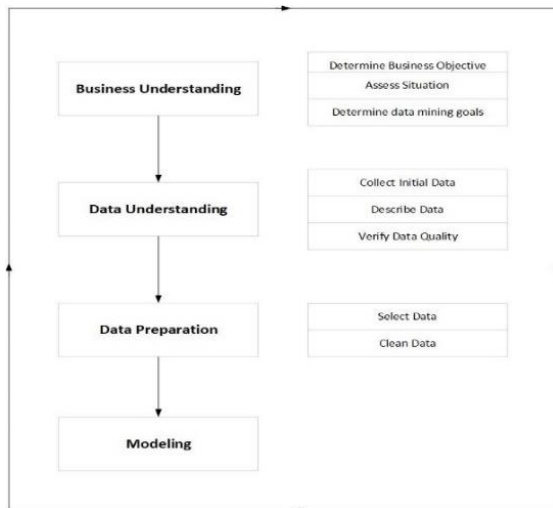 Business Understanding
Determine Business Objective
Assess Situation
Determine data mining goals
Data Understanding
Collect Initial Data
Describe Data
Verify Data Quality
Data Preparation
Select Data
Clean Data
Modeling